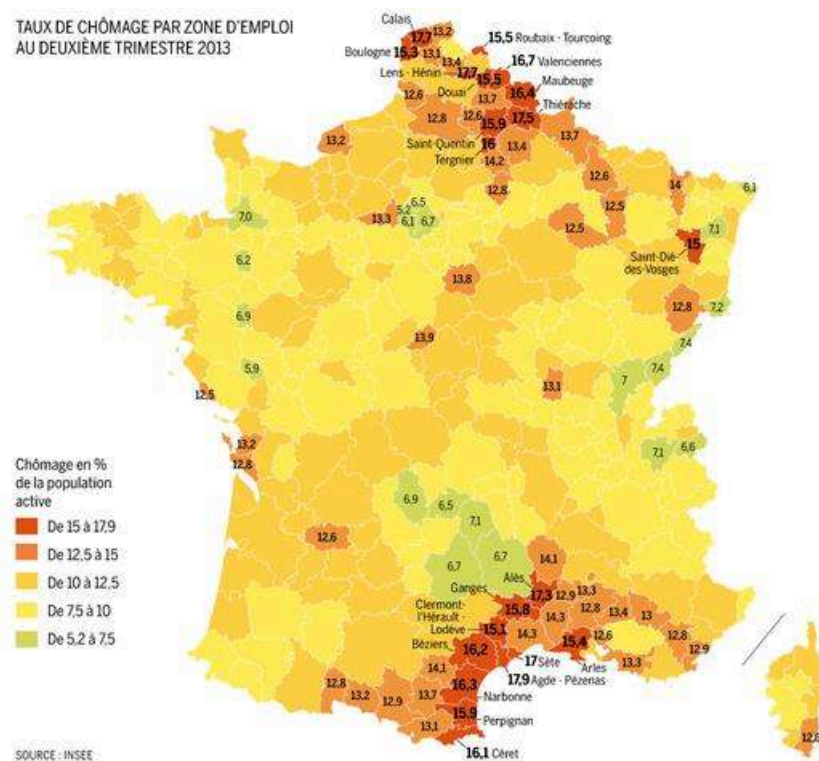 TAUX DE CHÔMAGE PAR ZONE D'EMPLOI
AU DEUXIÈME TRIMESTRE 2013
Calais
17,7
13,2
15,5 Roubaix - Tourcoing
Boulogne 15,3
13,1
13,4
16,7 Valenciennes
Lens - Hénin
17,7
15,5
Maubeuge
Douai
16,4
12,6
13,7
Thiérache
12,8
12,6
15,9
17,5
13,7
Saint-Quentin
16
13,4
13,2
Tergnier
14,2
12,6
14
12,8
6,1
6,5
12,5
7,0
5,2
13,3
6,1
6,7
12,5
7,1
15
6,2
Saint-Dié-
des-Vosges
13,8
12,8
7,2
6,9
13,9
7,4
7,4
5,9
13,1
7
12,5
13,2
6,6
7,1
12,8
Chômage en %
de la population
active
De 15 à 17,9
De 12,5 à 15
De 10 à 12,5
De 7,5 à 10
De 5,2 à 7,5
6,9
6,5
7,1
12,6
6,7
6,7
14,1
Alès
Ganges
17,3
12,9
13,3
Clermont-
l'Hérault -
Lodève
15,8
12,8
13,4
13
14,3
15,1
14,3
15,4
12,6
12,8
Béziers
16,2
12,9
17 Sète
Arles
13,3
14,1
17,9 Agde - Pézenas
12,8
13,2
12,9
13,7
16,3
Narbonne
15,9
Perpignan
13,1
12,8
16,1 Céret
SOURCE : INSEE